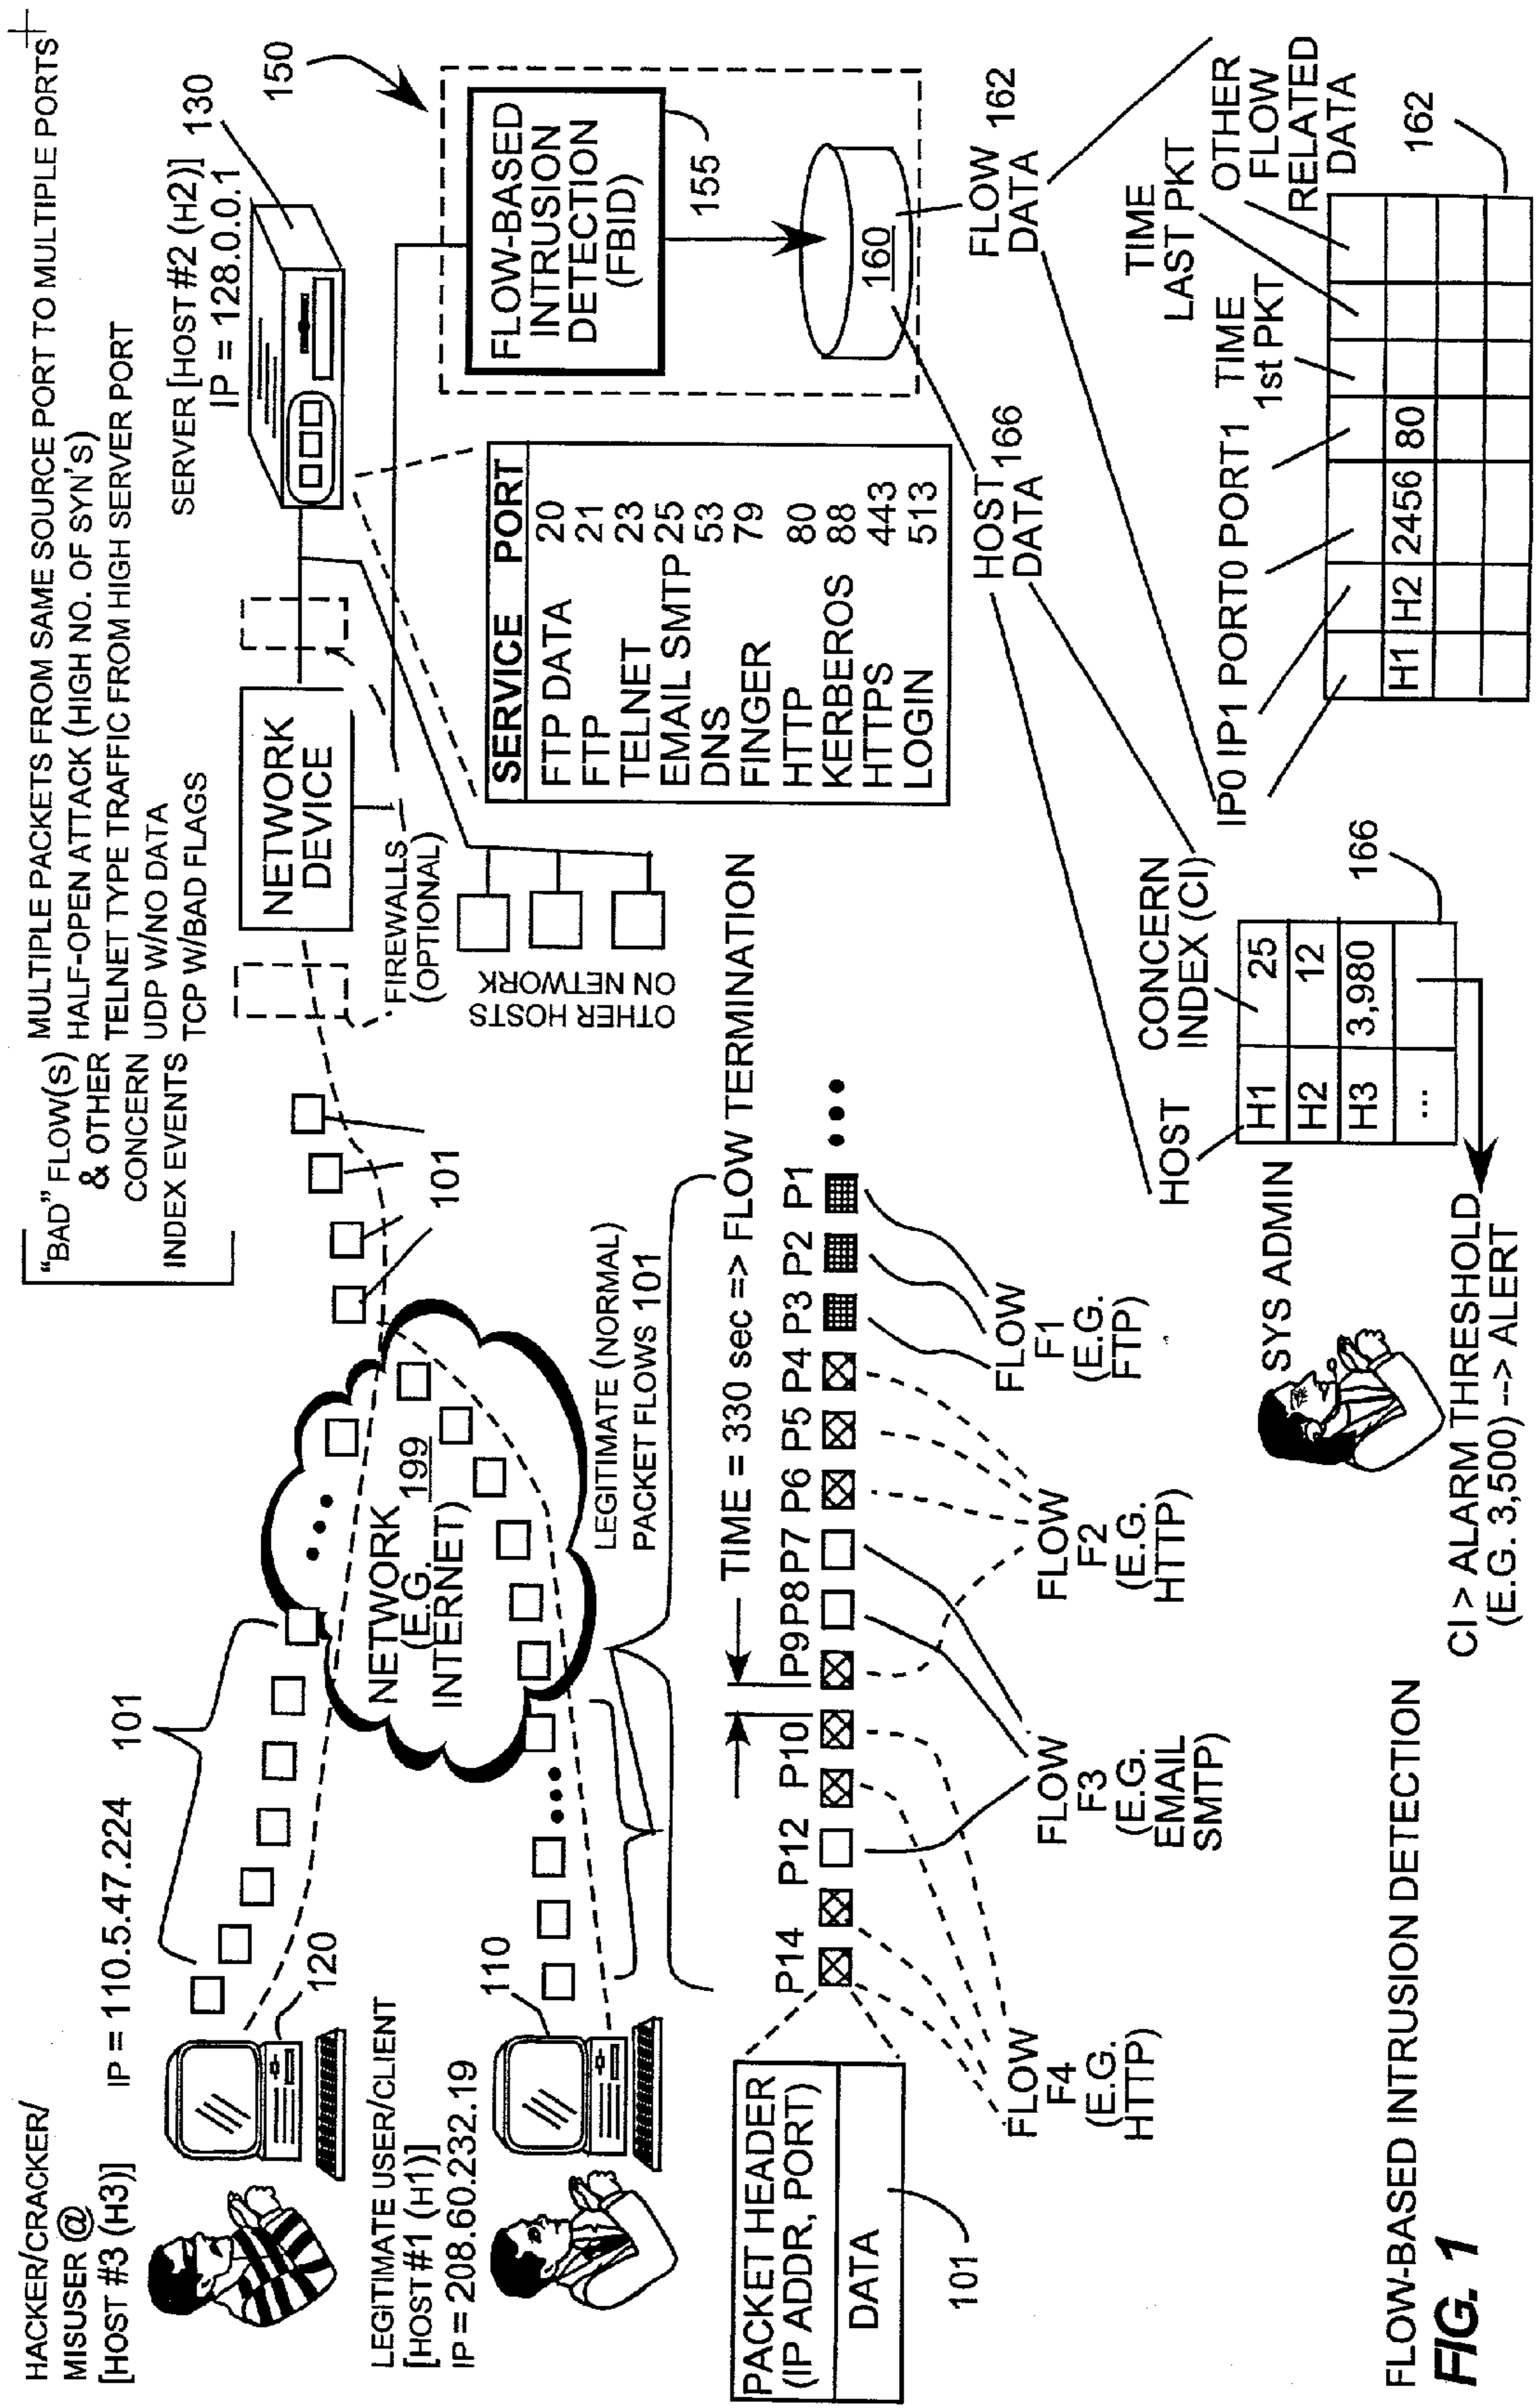 HACKER/CRACKER/
MISUSER @
[HOST #3 (H3)]
IP = 110.5.47.224
101
120
"BAD" FLOW(S)
& OTHER
CONCERN
INDEX EVENTS
MULTIPLE PACKETS FROM SAME SOURCE PORT TO MULTIPLE PORTS
HALF-OPEN ATTACK (HIGH NO. OF SYN'S)
TELNET TYPE TRAFFIC FROM HIGH SERVER PORT
UDP W/NO DATA
TCP W/BAD FLAGS
101
SERVER [HOST #2 (H2)]
IP = 128.0.0.1
130
150
NETWORK
DEVICE
FIREWALLS
(OPTIONAL)
OTHER HOSTS
ON NETWORK
FLOW-BASED
INTRUSION
DETECTION
(FBID)
155
160
LEGITIMATE USER/CLIENT
[HOST #1 (H1)]
IP = 208.60.232.19
110
NETWORK
(E.G. 199
INTERNET)
LEGITIMATE (NORMAL)
PACKET FLOWS 101
SERVICE PORT
FTP DATA 20
FTP 21
TELNET 23
EMAIL SMTP 25
DNS 53
FINGER 79
HTTP 80
KERBEROS 88
HTTPS 443
LOGIN 513
TIME = 330 sec => FLOW TERMINATION
P14 P12 P10 P9 P8 P7 P6 P5 P4 P3 P2 P1
PACKET HEADER
(IP ADDR, PORT)
DATA
101
FLOW
F4
(E.G.
HTTP)
FLOW
F3
(E.G.
EMAIL
SMTP)
FLOW
F2
(E.G.
HTTP)
FLOW
F1
(E.G.
FTP)
HOST 166
DATA
FLOW 162
DATA
HOST
CONCERN
INDEX (CI)
H1 25
H2 12
H3 3,980
...
166
SYS ADMIN
CI > ALARM THRESHOLD
(E.G. 3,500) --> ALERT
IP0 IP1 PORT0 PORT1
TIME
1st PKT
TIME
LAST PKT
OTHER
FLOW
RELATED
DATA
H1 H2 2456 80
162
FLOW-BASED INTRUSION DETECTION
FIG. 1